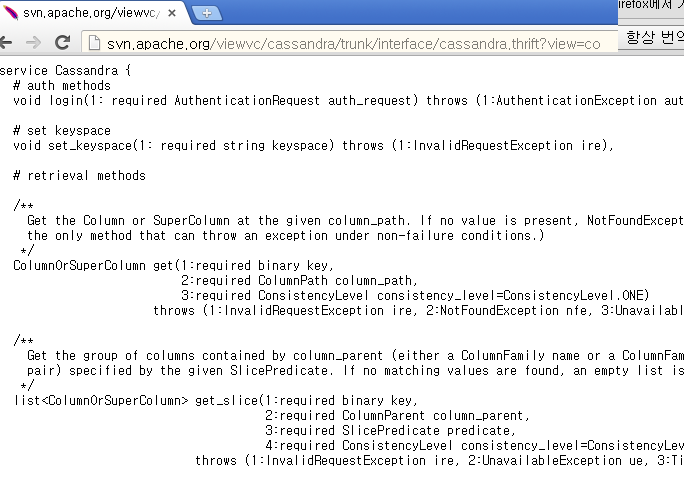 svn.apache.org/viewvc/
irefox에서
svn.apache.org/viewvc/cassandra/trunk/interface/cassandra.thrift?view=co
항상 번역
service Cassandra {
# auth methods
void login(1: required AuthenticationRequest auth_request) throws (1:AuthenticationException aut
# set keyspace
void set_keyspace(1: required string keyspace) throws (1:InvalidRequestException ire),
# retrieval methods
/**
Get the Column or SuperColumn at the given column_path. If no value is present, NotFoundExcept
the only method that can throw an exception under non-failure conditions.)
*/
ColumnOrSuperColumn get(1:required binary key,
2:required ColumnPath column_path,
3:required ConsistencyLevel consistency_level=ConsistencyLevel.ONE)
throws (1:InvalidRequestException ire, 2:NotFoundException nfe, 3:Unavailabl
/**
Get the group of columns contained by column_parent (either a ColumnFamily name or a ColumnFam
pair) specified by the given SlicePredicate. If no matching values are found, an empty list is
*/
list<ColumnOrSuperColumn> get_slice(1:required binary key,
2:required ColumnParent column_parent,
3:required SlicePredicate predicate,
4:required ConsistencyLevel consistency_level=ConsistencyLeve
throws (1:InvalidRequestException ire, 2:UnavailableException ue, 3:Ti